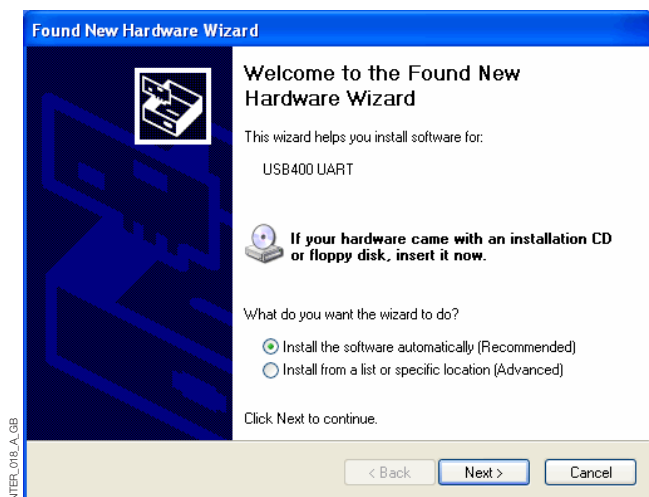 Found New Hardware Wizard
Welcome to the Found New
Hardware Wizard
This wizard helps you install software for:
USB400 UART
If your hardware came with an installation CD
or floppy disk, insert it now.
What do you want the wizard to do?
Install the software automatically (Recommended)
Install from a list or specific location (Advanced)
Click Next to continue.
< Back
Next >
Cancel